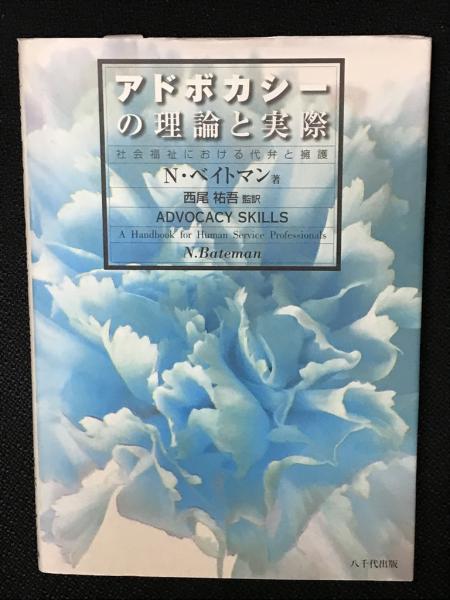 アドボカシー
の理論と実際
社会福祉における代弁と擁護
N・ベイトマン著
西尾 祐吾 監訳
ADVOCACY SKILLS
A Handbook for Human Service Professionals
N.Bateman
八千代出版